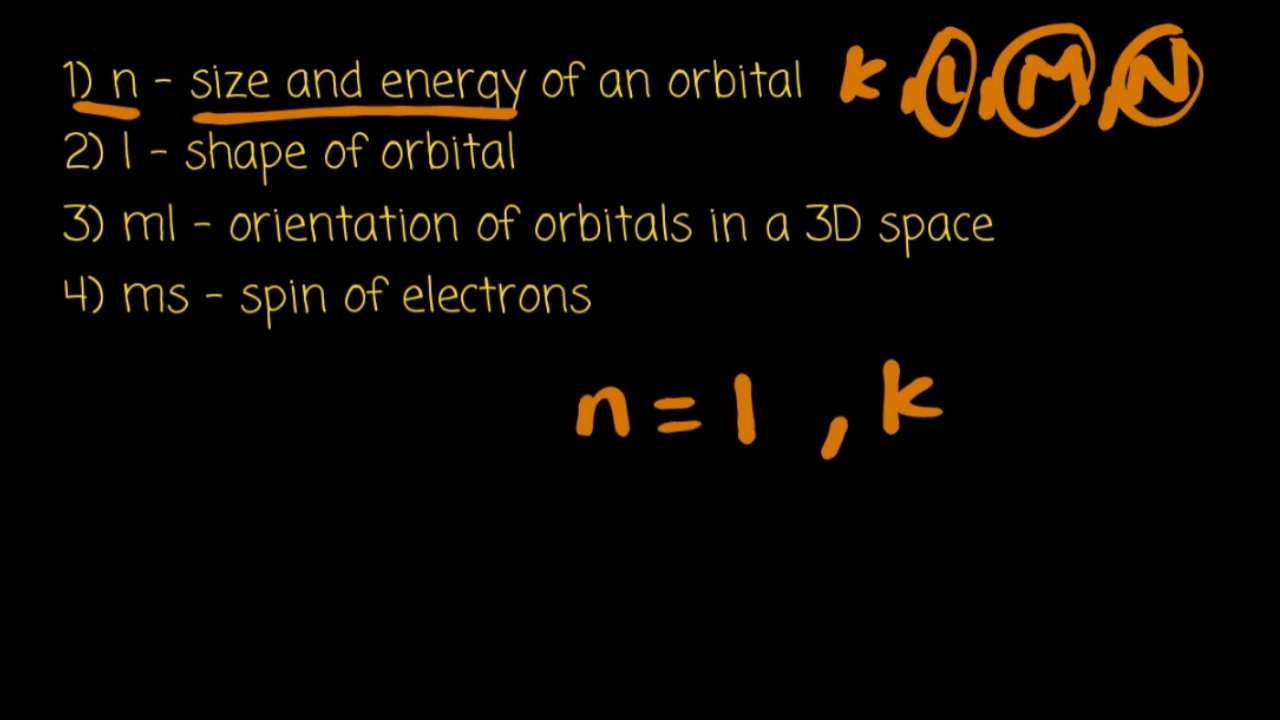 1) n - size and energy of an orbital k, L, M, N
2) l - shape of orbital
3) ml - orientation of orbitals in a 3D space
4) ms - spin of electrons
n = 1 , k